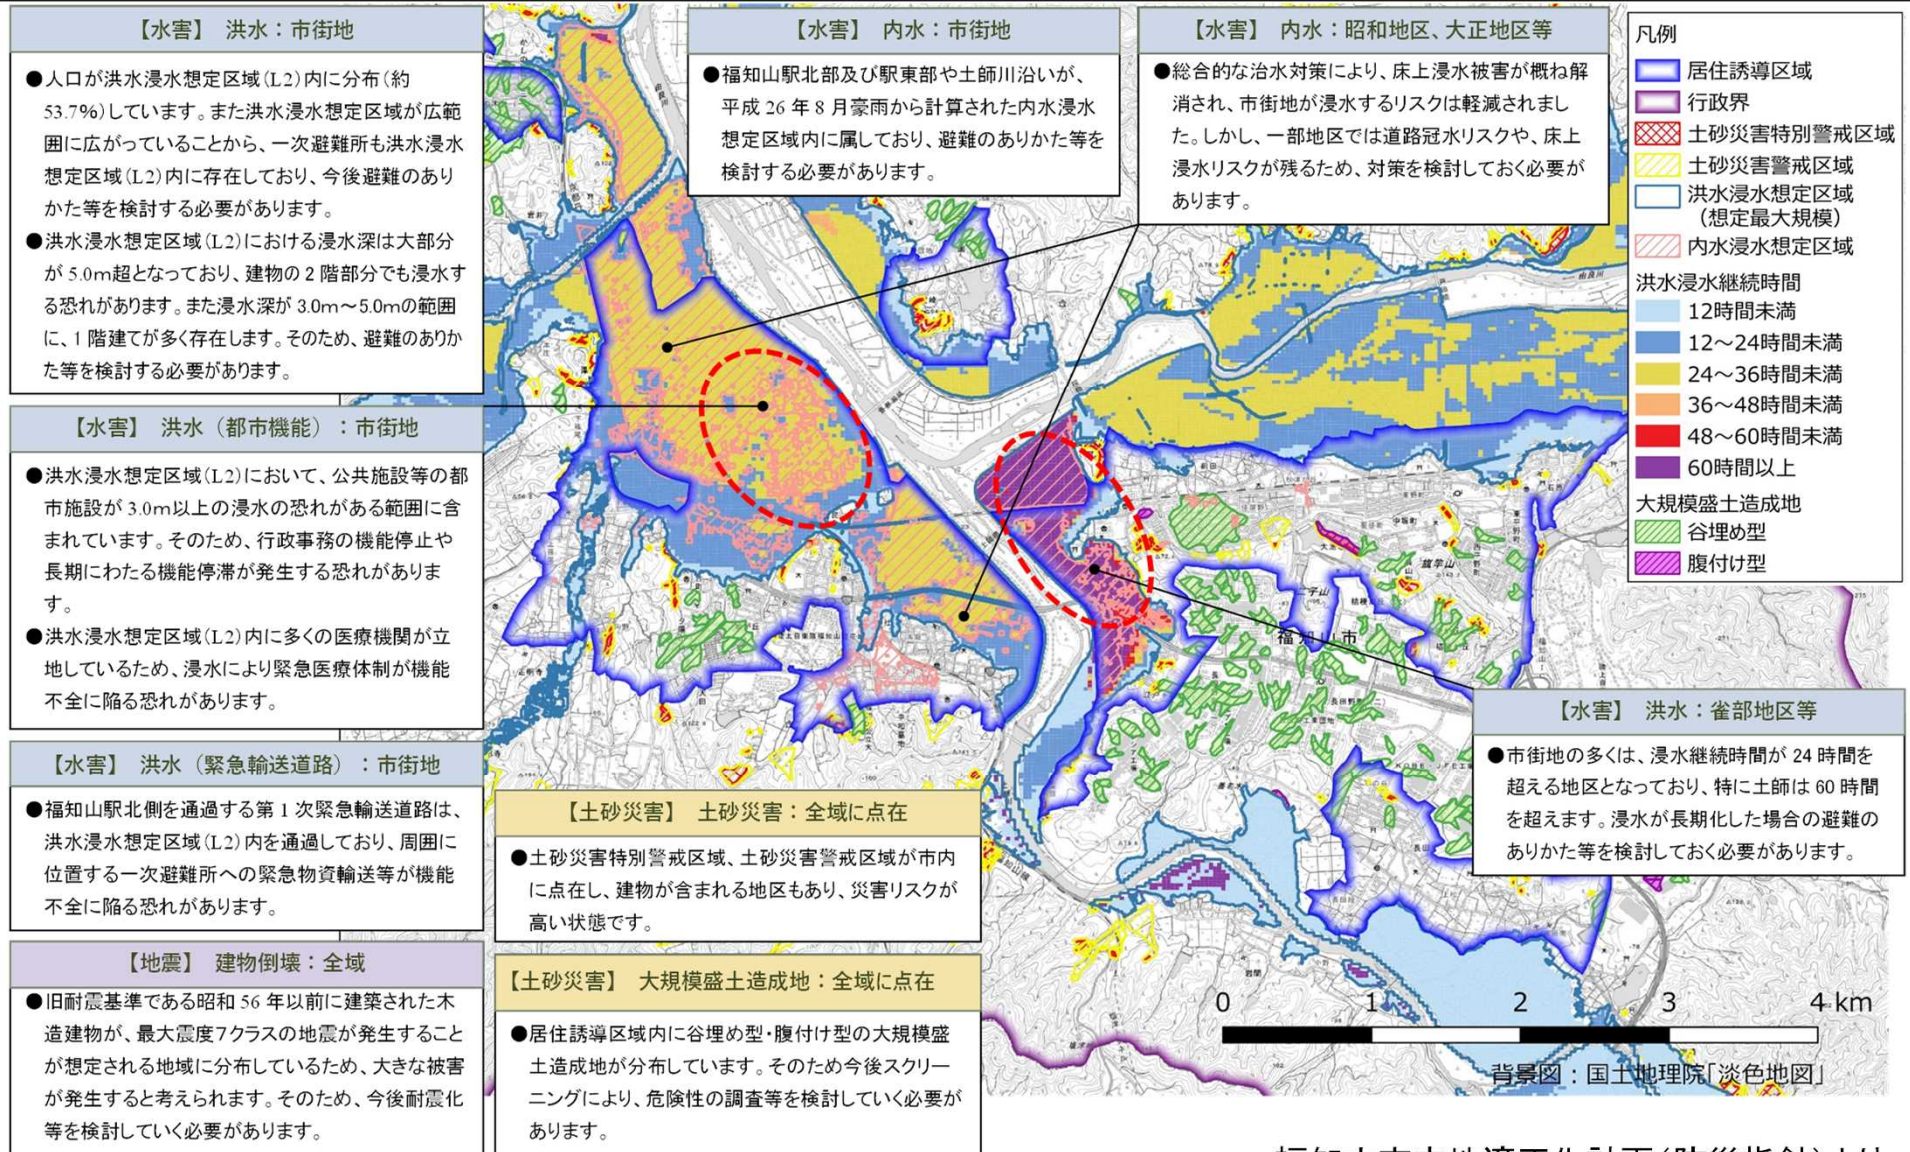 【水害】 洪水：市街地
●人口が洪水浸水想定区域(L2)内に分布(約
53.7%)しています。また洪水浸水想定区域が広範
囲に広がっていることから、一次避難所も洪水浸水
想定区域(L2)内に存在しており、今後避難のあり
かた等を検討する必要があります。
●洪水浸水想定区域(L2)における浸水深は大部分
が5.0m超となっており、建物の2階部分でも浸水す
る恐れがあります。また浸水深が3.0m～5.0mの範囲
に、1階建てが多く存在します。そのため、避難のありか
た等を検討する必要があります。
【水害】 洪水（都市機能）：市街地
●洪水浸水想定区域(L2)において、公共施設等の都
市施設が3.0m以上の浸水の恐れがある範囲に含
まれています。そのため、行政事務の機能停止や
長期にわたる機能停滞が発生する恐れがありま
す。
●洪水浸水想定区域(L2)内に多くの医療機関が立
地しているため、浸水により緊急医療体制が機能
不全に陥る恐れがあります。
【水害】 洪水（緊急輸送道路）：市街地
●福知山駅北側を通過する第1次緊急輸送道路は、
洪水浸水想定区域(L2)内を通過しており、周囲に
位置する一次避難所への緊急物資輸送等が機能
不全に陥る恐れがあります。
【地震】 建物倒壊：全域
●旧耐震基準である昭和56年以前に建築された木
造建物が、最大震度7クラスの地震が発生すること
が想定される地域に分布しているため、大きな被害
が発生すると考えられます。そのため、今後耐震化
等を検討していく必要があります。
【水害】 内水：市街地
●福知山駅北部及び駅東部や土師川沿いが、
平成26年8月豪雨から計算された内水浸水
想定区域内に属しており、避難のありかた等を
検討する必要があります。
【水害】 内水：昭和地区、大正地区等
●総合的な治水対策により、床上浸水被害が概ね解
消され、市街地が浸水するリスクは軽減されまし
た。しかし、一部地区では道路冠水リスクや、床上
浸水リスクが残るため、対策を検討しておく必要が
あります。
凡例
居住誘導区域
行政界
土砂災害特別警戒区域
土砂災害警戒区域
洪水浸水想定区域
（想定最大規模）
内水浸水想定区域
洪水浸水継続時間
12時間未満
12～24時間未満
24～36時間未満
36～48時間未満
48～60時間未満
60時間以上
大規模盛土造成地
谷埋め型
腹付け型
福知山市
【水害】 洪水：雀部地区等
●市街地の多くは、浸水継続時間が24時間を
超える地区となっており、特に土師は60時間
を超えます。浸水が長期化した場合の避難の
ありかた等を検討しておく必要があります。
【土砂災害】 土砂災害：全域に点在
●土砂災害特別警戒区域、土砂災害警戒区域が市内
に点在し、建物が含まれる地区もあり、災害リスクが
高い状態です。
【土砂災害】 大規模盛土造成地：全域に点在
●居住誘導区域内に谷埋め型・腹付け型の大規模盛
土造成地が分布しています。そのため今後スクリー
ニングにより、危険性の調査等を検討していく必要が
あります。
0 1 2 3 4 km
背景図：国土地理院「淡色地図」